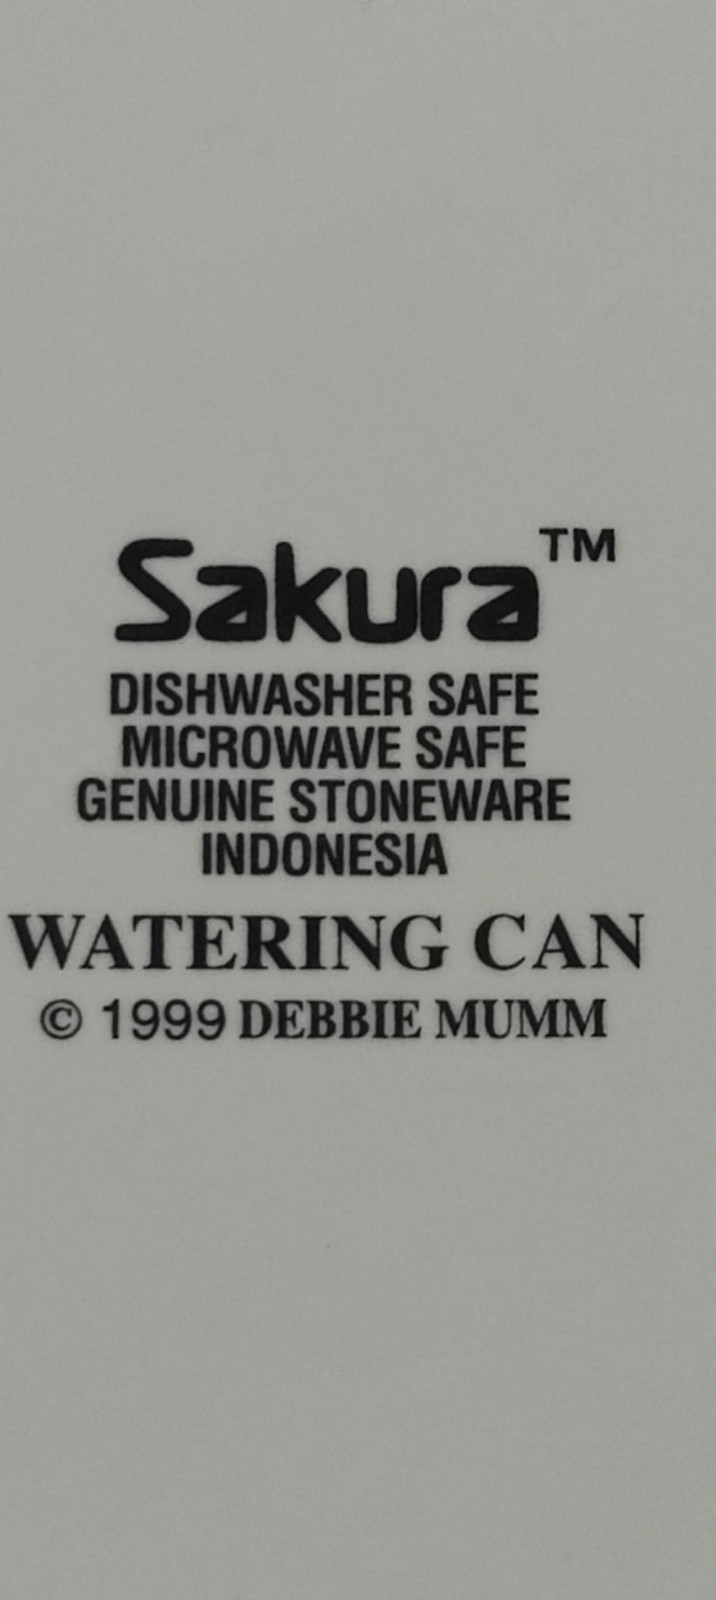 Sakura™
DISHWASHER SAFE
MICROWAVE SAFE
GENUINE STONEWARE
INDONESIA
WATERING CAN
© 1999 DEBBIE MUMM